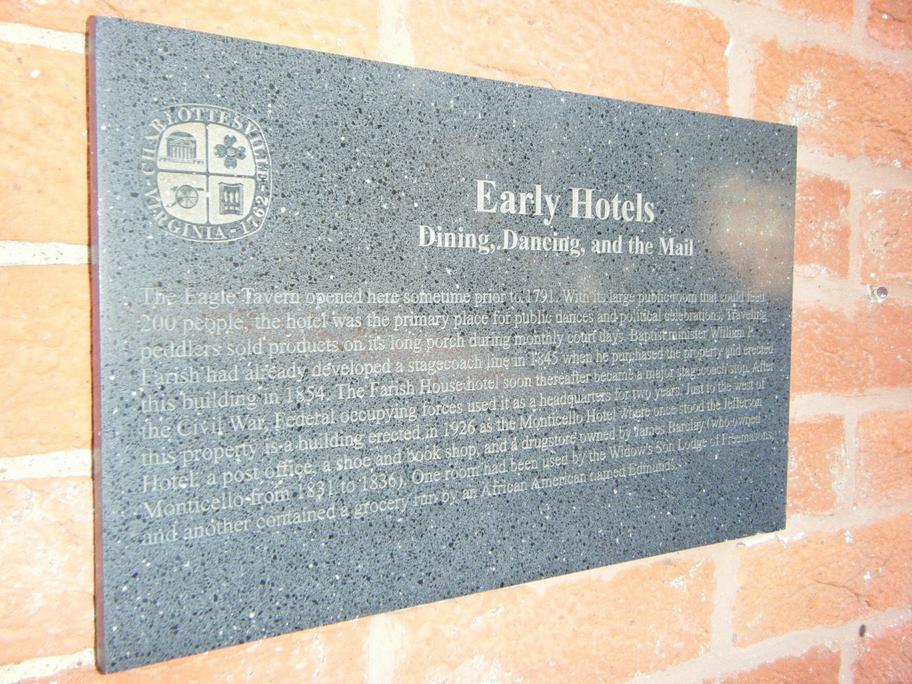 CHARLOTTESVILLE
VIRGINIA - 1762
Early Hotels
Dining, Dancing, and the Mail
The Eagle Tavern opened here sometime prior to 1791. With its large public room that could feed
200 people, the hotel was the primary place for public dances and political celebrations. Traveling
peddlers sold products on its long porch during monthly court days. Baptist minister William P.
Farish had already developed a stagecoach line in 1845 when he purchased the property and erected
this building in 1854. The Farish House hotel soon thereafter became a major stagecoach stop. After
the Civil War, Federal occupying forces used it as a headquarters for two years. Just to the west of
this property is a building erected in 1926 as the Monticello Hotel where once stood the Jefferson
Hotel, a post office, a shoe and book shop, and a drugstore owned by James Barclay (who owned
Monticello from 1831 to 1836). One room had been used by the Widow's Son Lodge of Freemasons,
and another contained a grocery run by an African American named Edmunds.